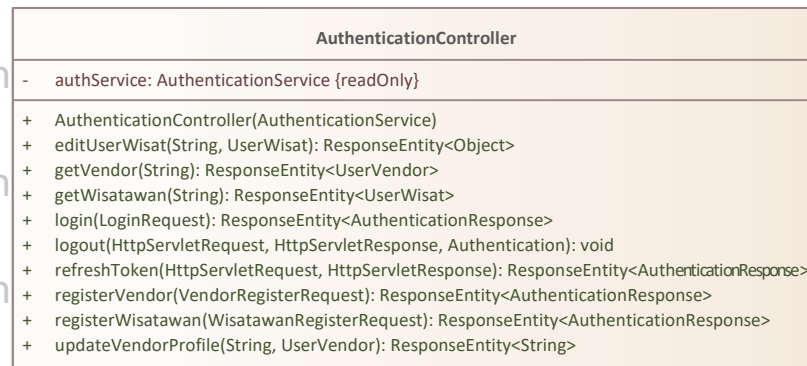 AuthenticationController
- authService: AuthenticationService {readOnly}
+ AuthenticationController(AuthenticationService)
+ editUserWisat(String, UserWisat): ResponseEntity<Object>
+ getVendor(String): ResponseEntity<UserVendor>
+ getWisatawan(String): ResponseEntity<UserWisat>
+ login(LoginRequest): ResponseEntity<AuthenticationResponse>
+ logout(HttpServletRequest, HttpServletResponse, Authentication): void
+ refreshToken(HttpServletRequest, HttpServletResponse): ResponseEntity<AuthenticationResponse>
+ registerVendor(VendorRegisterRequest): ResponseEntity<AuthenticationResponse>
+ registerWisatawan(WisatawanRegisterRequest): ResponseEntity<AuthenticationResponse>
+ updateVendorProfile(String, UserVendor): ResponseEntity<String>